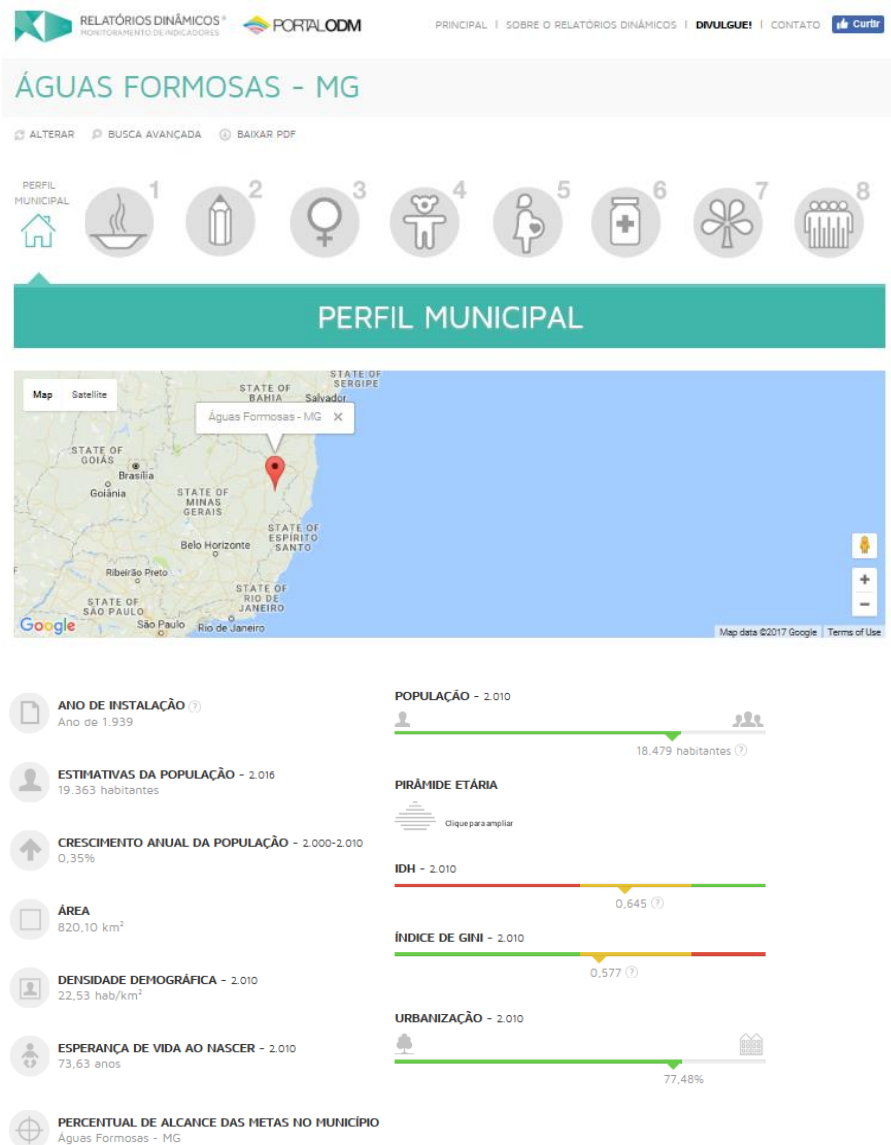 RELATÓRIOS DINÂMICOS ®
MONITORAMENTO DE INDICADORES
PORTALODM
PRINCIPAL | SOBRE O RELATÓRIOS DINÂMICOS | DIVULGUE! | CONTATO
Curtir
ÁGUAS FORMOSAS - MG
ALTERAR BUSCA AVANÇADA BAIXAR PDF
PERFIL
MUNICIPAL
1 2 3 4 5 6 7 8
PERFIL MUNICIPAL
Map Satellite
STATE OF
SERGIPE
STATE OF
BAHIA
Salvador
Águas Formosas - MG ×
STATE OF
GOIÁS
Brasília
Goiânia
STATE OF
MINAS
GERAIS
STATE OF
ESPÍRITO
SANTO
Belo Horizonte
Ribeirão Preto
STATE OF
RIO DE
JANEIRO
STATE OF
SÃO PAULO
São Paulo
Rio de Janeiro
+
−
Google
Map data ©2017 Google Terms of Use
ANO DE INSTALAÇÃO ?
Ano de 1.939
ESTIMATIVAS DA POPULAÇÃO - 2.016
19.363 habitantes
CRESCIMENTO ANUAL DA POPULAÇÃO - 2.000-2.010
0,35%
ÁREA
820,10 km²
DENSIDADE DEMOGRÁFICA - 2.010
22,53 hab/km²
ESPERANÇA DE VIDA AO NASCER - 2.010
73,63 anos
PERCENTUAL DE ALCANCE DAS METAS NO MUNICÍPIO
Águas Formosas - MG
POPULAÇÃO - 2.010
18.479 habitantes ?
PIRÂMIDE ETÁRIA
Clique para ampliar
IDH - 2.010
0,645 ?
ÍNDICE DE GINI - 2.010
0,577 ?
URBANIZAÇÃO - 2.010
77,48%